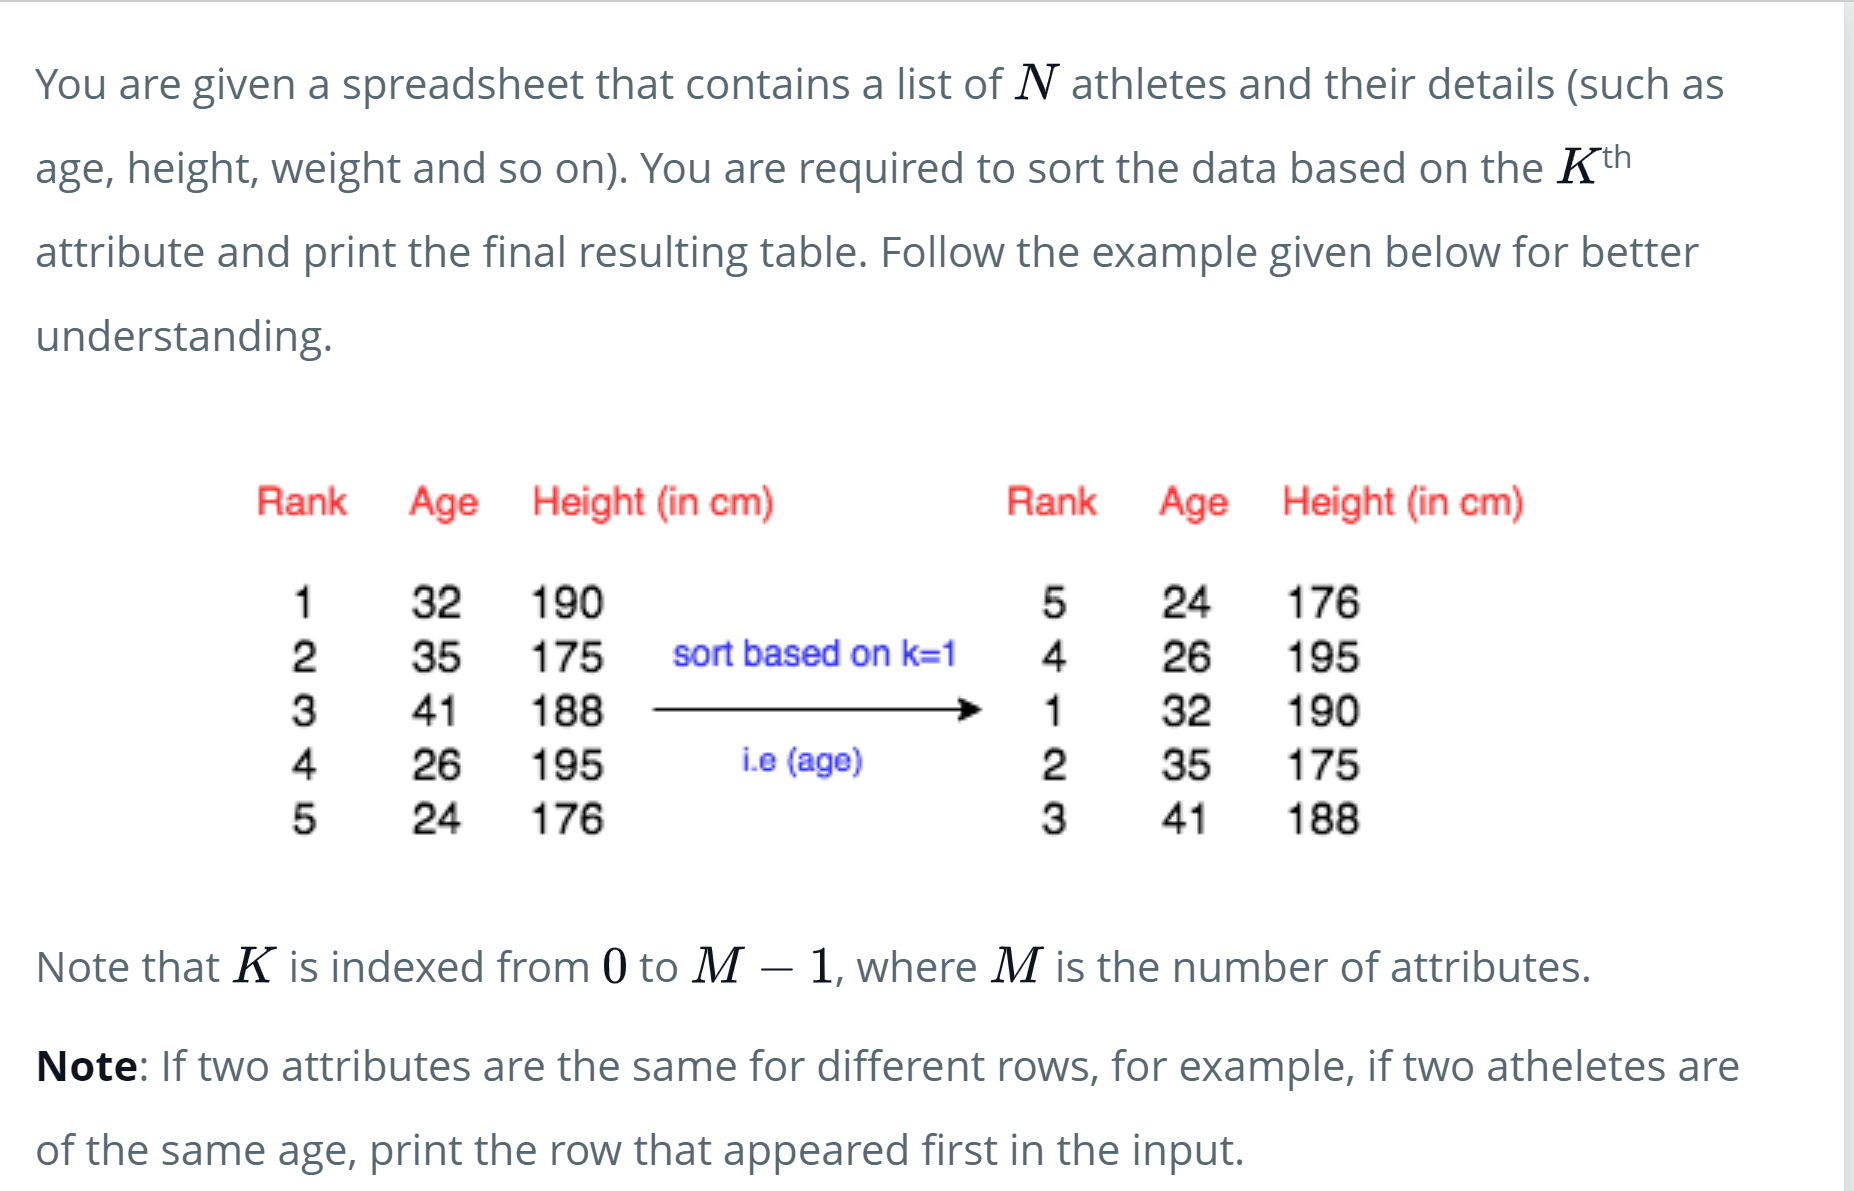 You are given a spreadsheet that contains a list of N athletes and their details (such as
age, height, weight and so on). You are required to sort the data based on the Kth
attribute and print the final resulting table. Follow the example given below for better
understanding.
Rank Age Height (in cm) Rank Age Height (in cm)
1 32 190 5 24 176
2 35 175 sort based on k=1 4 26 195
3 41 188 1 32 190
4 26 195 i.e (age) 2 35 175
5 24 176 3 41 188
Note that K is indexed from 0 to M − 1, where M is the number of attributes.
Note: If two attributes are the same for different rows, for example, if two atheletes are
of the same age, print the row that appeared first in the input.